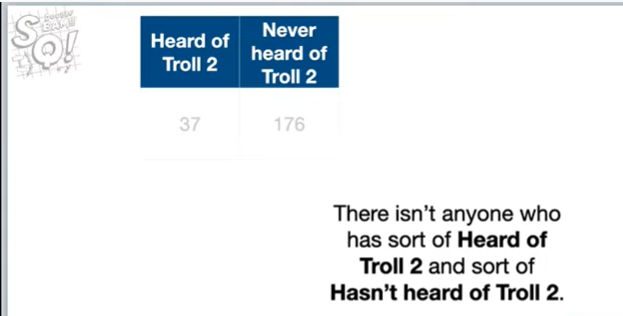 SQ!
Heard of
Troll 2
Never
heard of
Troll 2
37
176
There isn’t anyone who
has sort of Heard of
Troll 2 and sort of
Hasn’t heard of Troll 2.